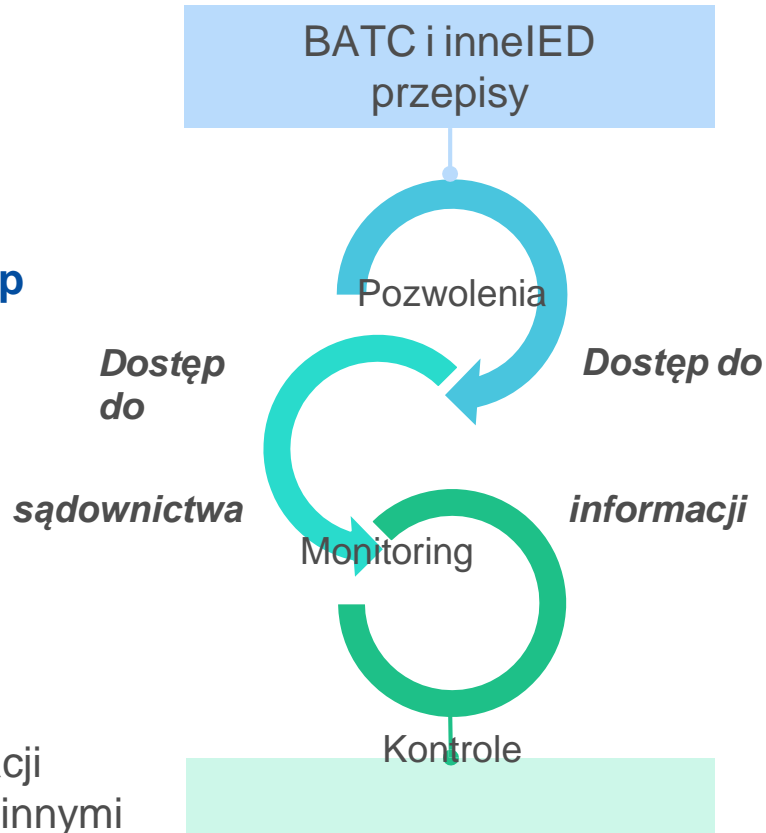 BATC i inneIED
przepisy
p
Pozwolenia
Dostęp
do
Dostęp do
sądownictwa
informacji
Monitoring
Kontrole
cji
innymi